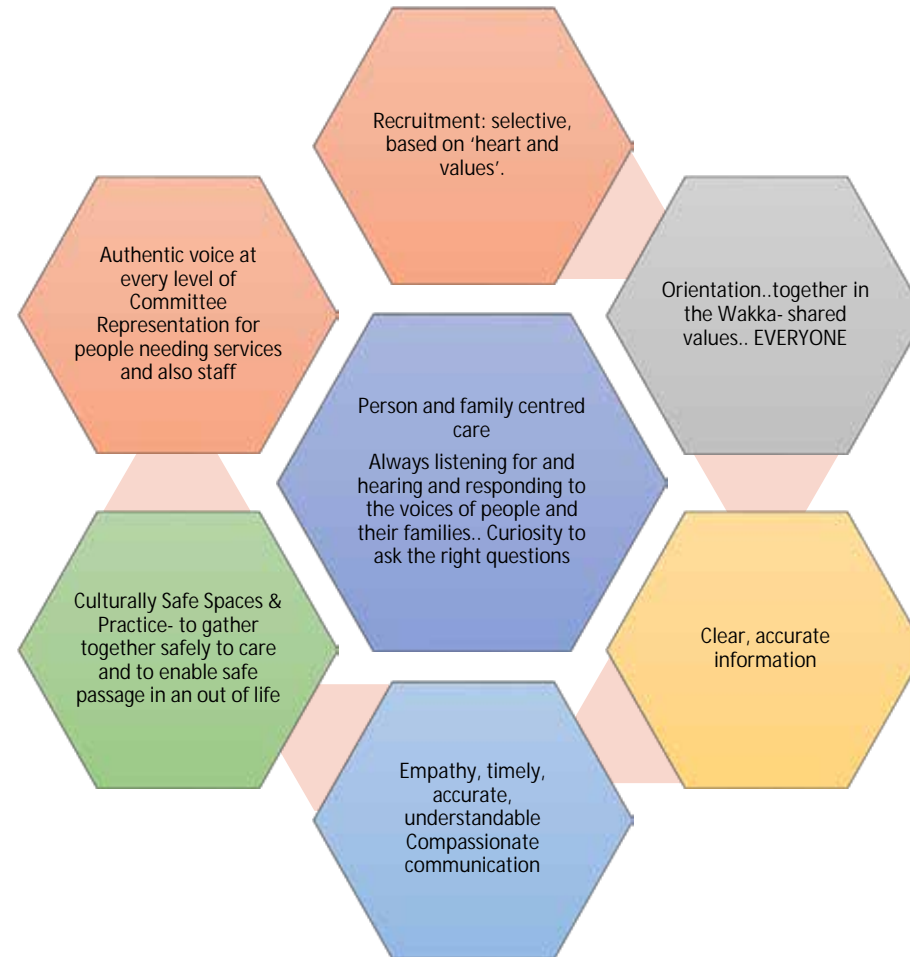 Recruitment: selective,
based on ‘heart and
values’.
Authentic voice at
every level of
Committee
Representation for
people needing services
and also staff
Orientation..together in
the Wakka- shared
values.. EVERYONE
Person and family centred
care
Always listening for and
hearing and responding to
the voices of people and
their families.. Curiosity to
ask the right questions
Culturally Safe Spaces &
Practice- to gather
together safely to care
and to enable safe
passage in an out of life
Clear, accurate
information
Empathy, timely,
accurate,
understandable
Compassionate
communication